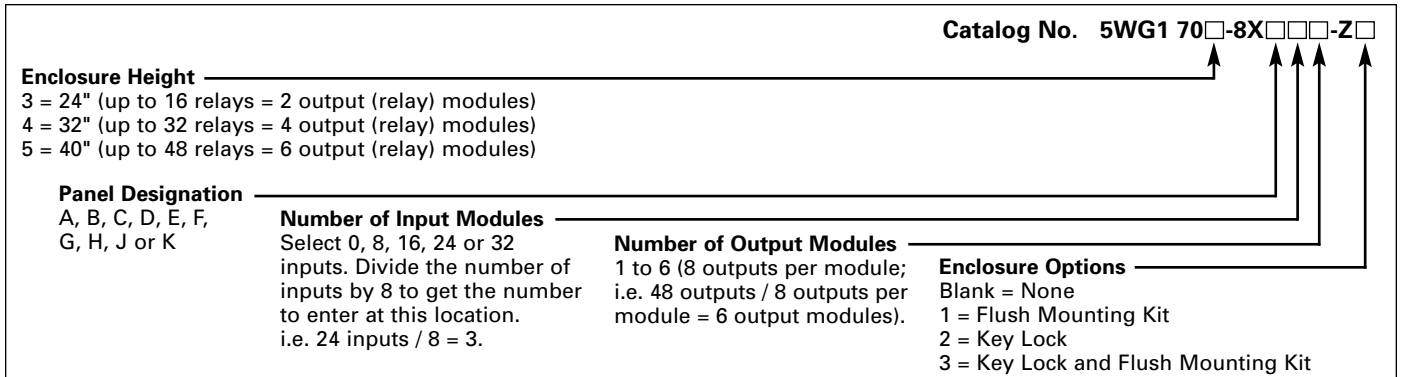 Catalog No. 5WG1 70□-8X□□□-Z□
Enclosure Height
3 = 24" (up to 16 relays = 2 output (relay) modules)
4 = 32" (up to 32 relays = 4 output (relay) modules)
5 = 40" (up to 48 relays = 6 output (relay) modules)
Panel Designation
A, B, C, D, E, F,
G, H, J or K
Number of Input Modules
Select 0, 8, 16, 24 or 32
inputs. Divide the number of
inputs by 8 to get the number
to enter at this location.
i.e. 24 inputs / 8 = 3.
Number of Output Modules
1 to 6 (8 outputs per module;
i.e. 48 outputs / 8 outputs per
module = 6 output modules).
Enclosure Options
Blank = None
1 = Flush Mounting Kit
2 = Key Lock
3 = Key Lock and Flush Mounting Kit